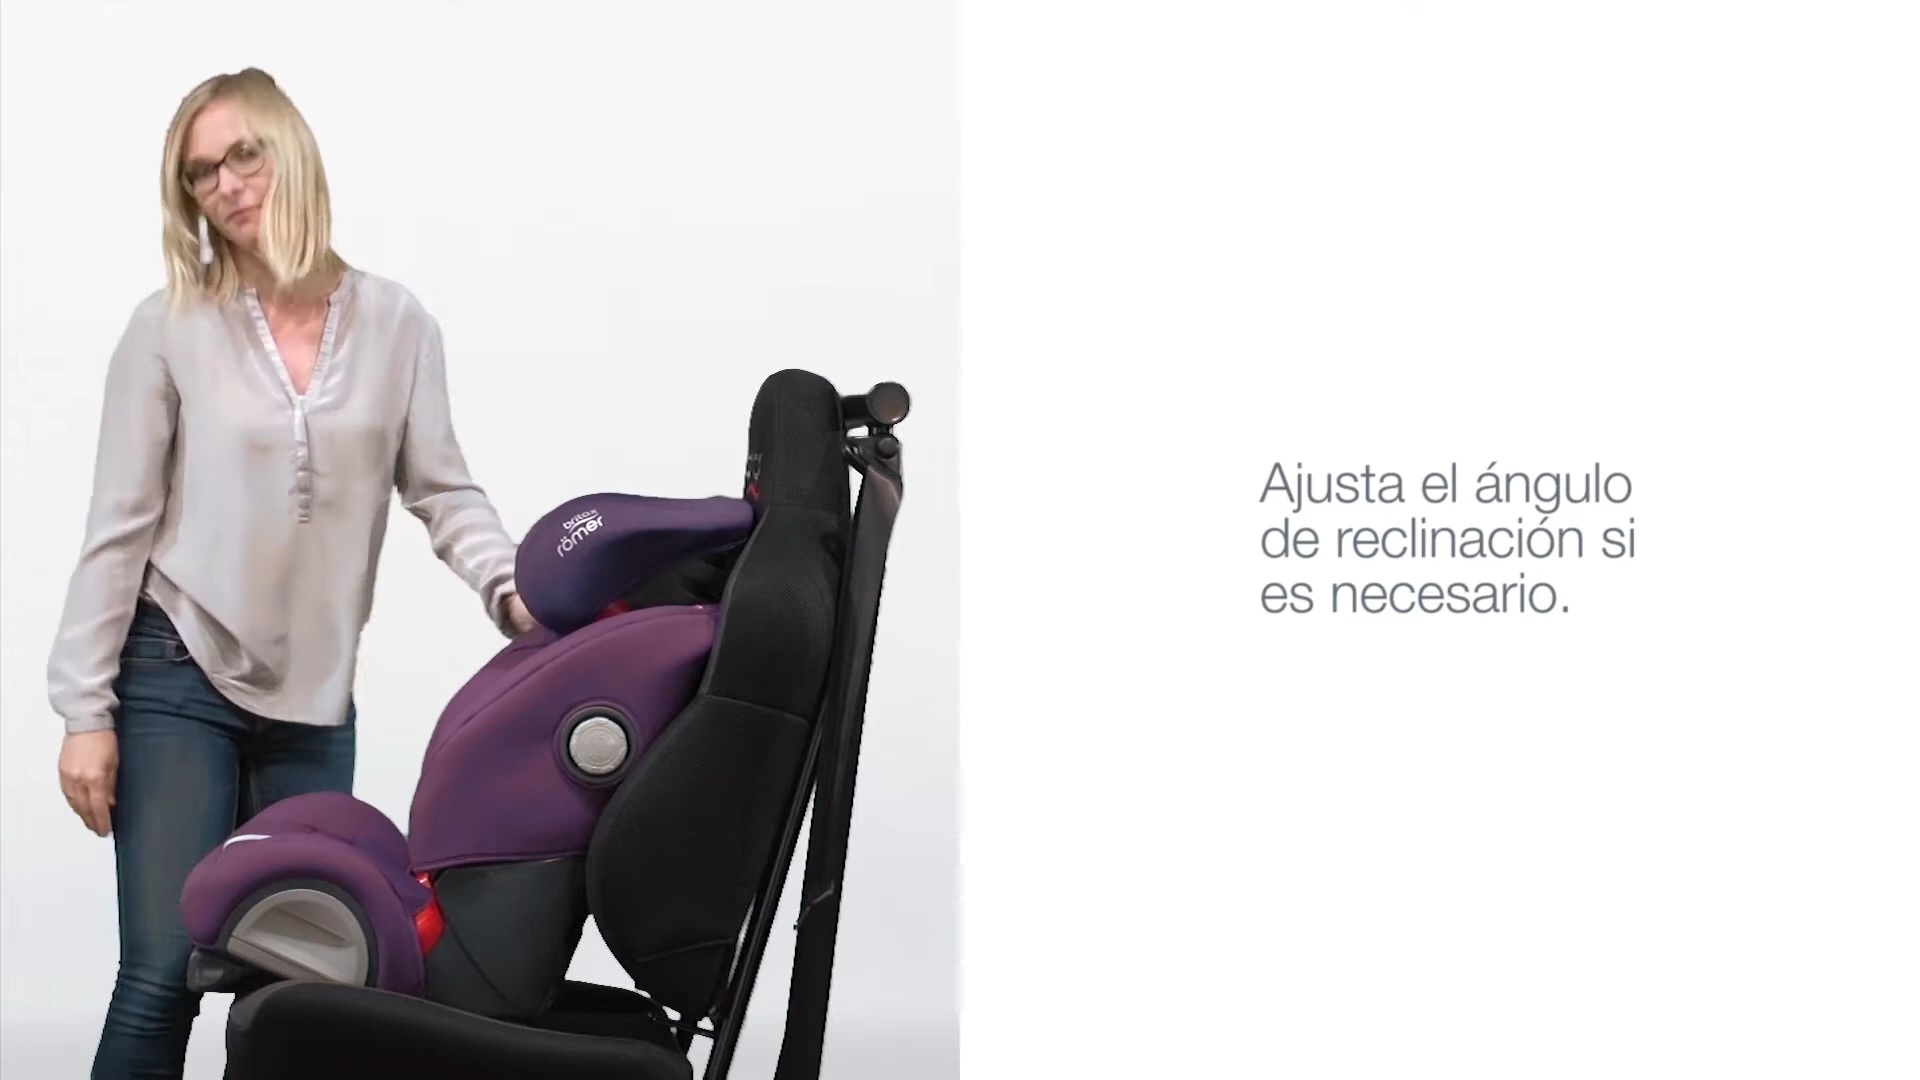 britax
römer
Ajusta el ángulo
de reclinación si
es necesario.